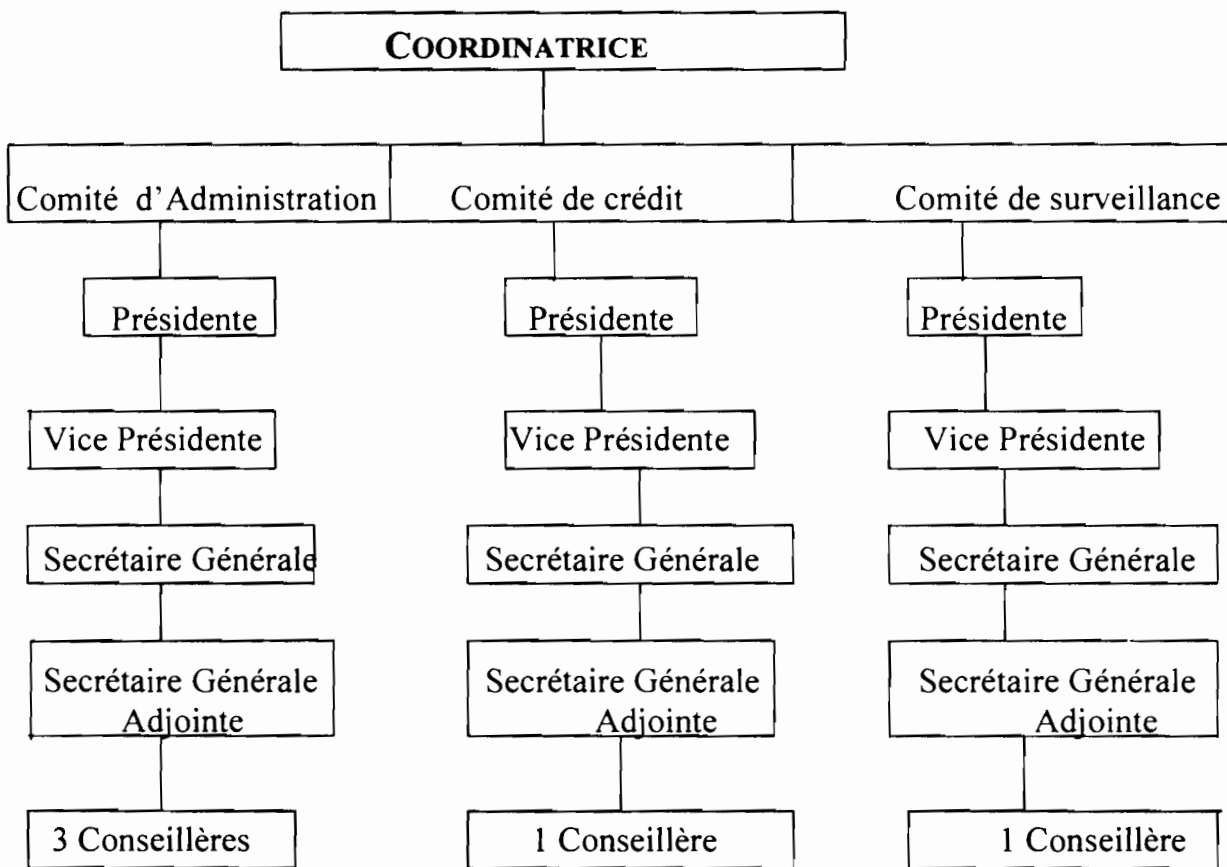 COORDINATRICE
Comité d'Administration
Comité de crédit
Comité de surveillance
Présidente
Présidente
Présidente
Vice Présidente
Vice Présidente
Vice Présidente
Secrétaire Générale
Secrétaire Générale
Secrétaire Générale
Secrétaire Générale
Adjointe
Secrétaire Générale
Adjointe
Secrétaire Générale
Adjointe
3 Conseillères
1 Conseillère
1 Conseillère